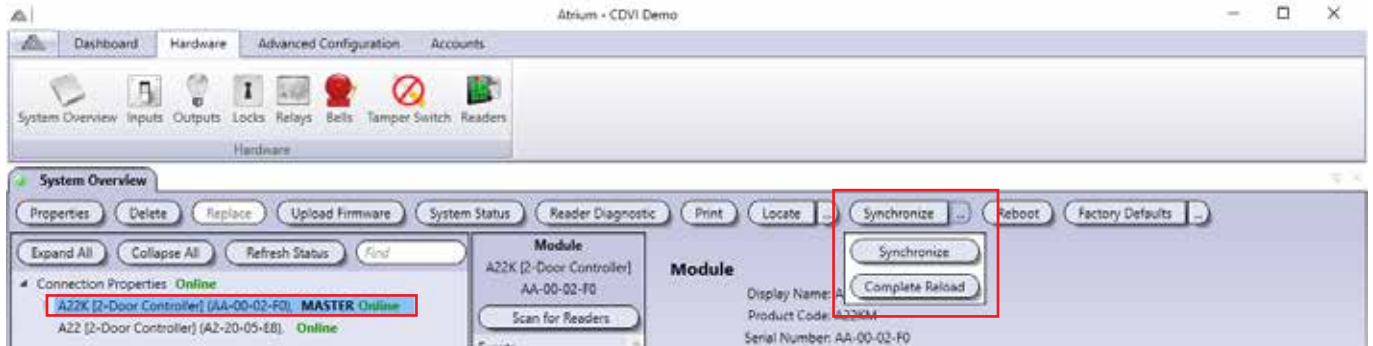 Atrium - CDVI Demo
Dashboard Hardware Advanced Configuration Accounts
System Overview Inputs Outputs Locks Relays Bells Tamper Switch Readers
Hardware
System Overview
Properties Delete Replace Upload Firmware System Status Reader Diagnostic Print Locate ... Synchronize ... Reboot Factory Defaults ...
Expand All Collapse All Refresh Status Find
Module
Synchronize
A22K [2-Door Controller]
Module
Connection Properties Online
AA-00-02-F0
Display Name: A
Complete Reload
A22K [2-Door Controller] (AA-00-02-F0), MASTER Online
Scan for Readers
Product Code: A22KM
A22 [2-Door Controller] (A2-20-05-E8), Online
Serial Number: AA-00-02-F0